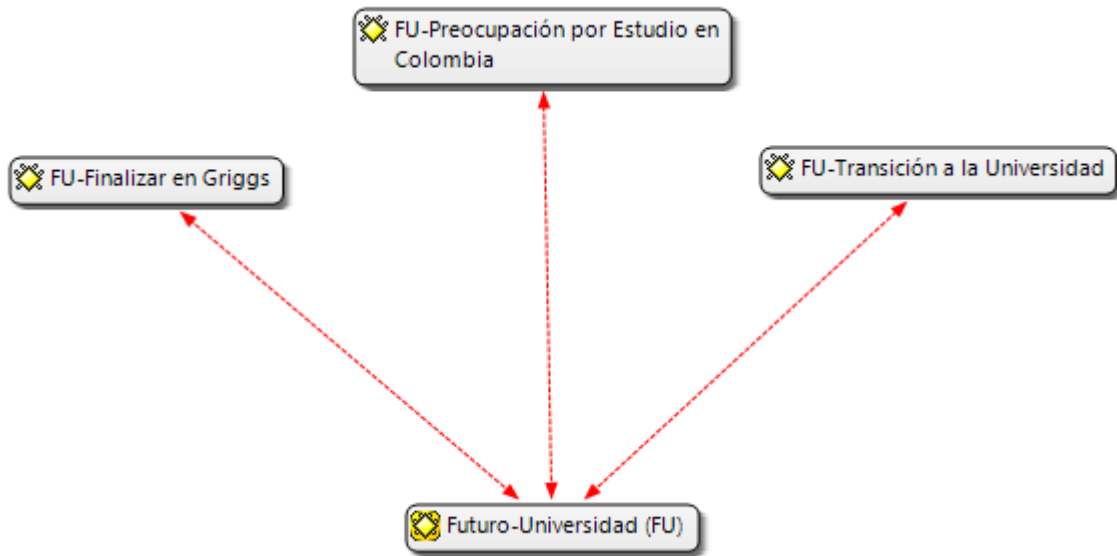 FU-Preocupación por Estudio en
Colombia
FU-Finalizar en Griggs
FU-Transición a la Universidad
Futuro-Universidad (FU)